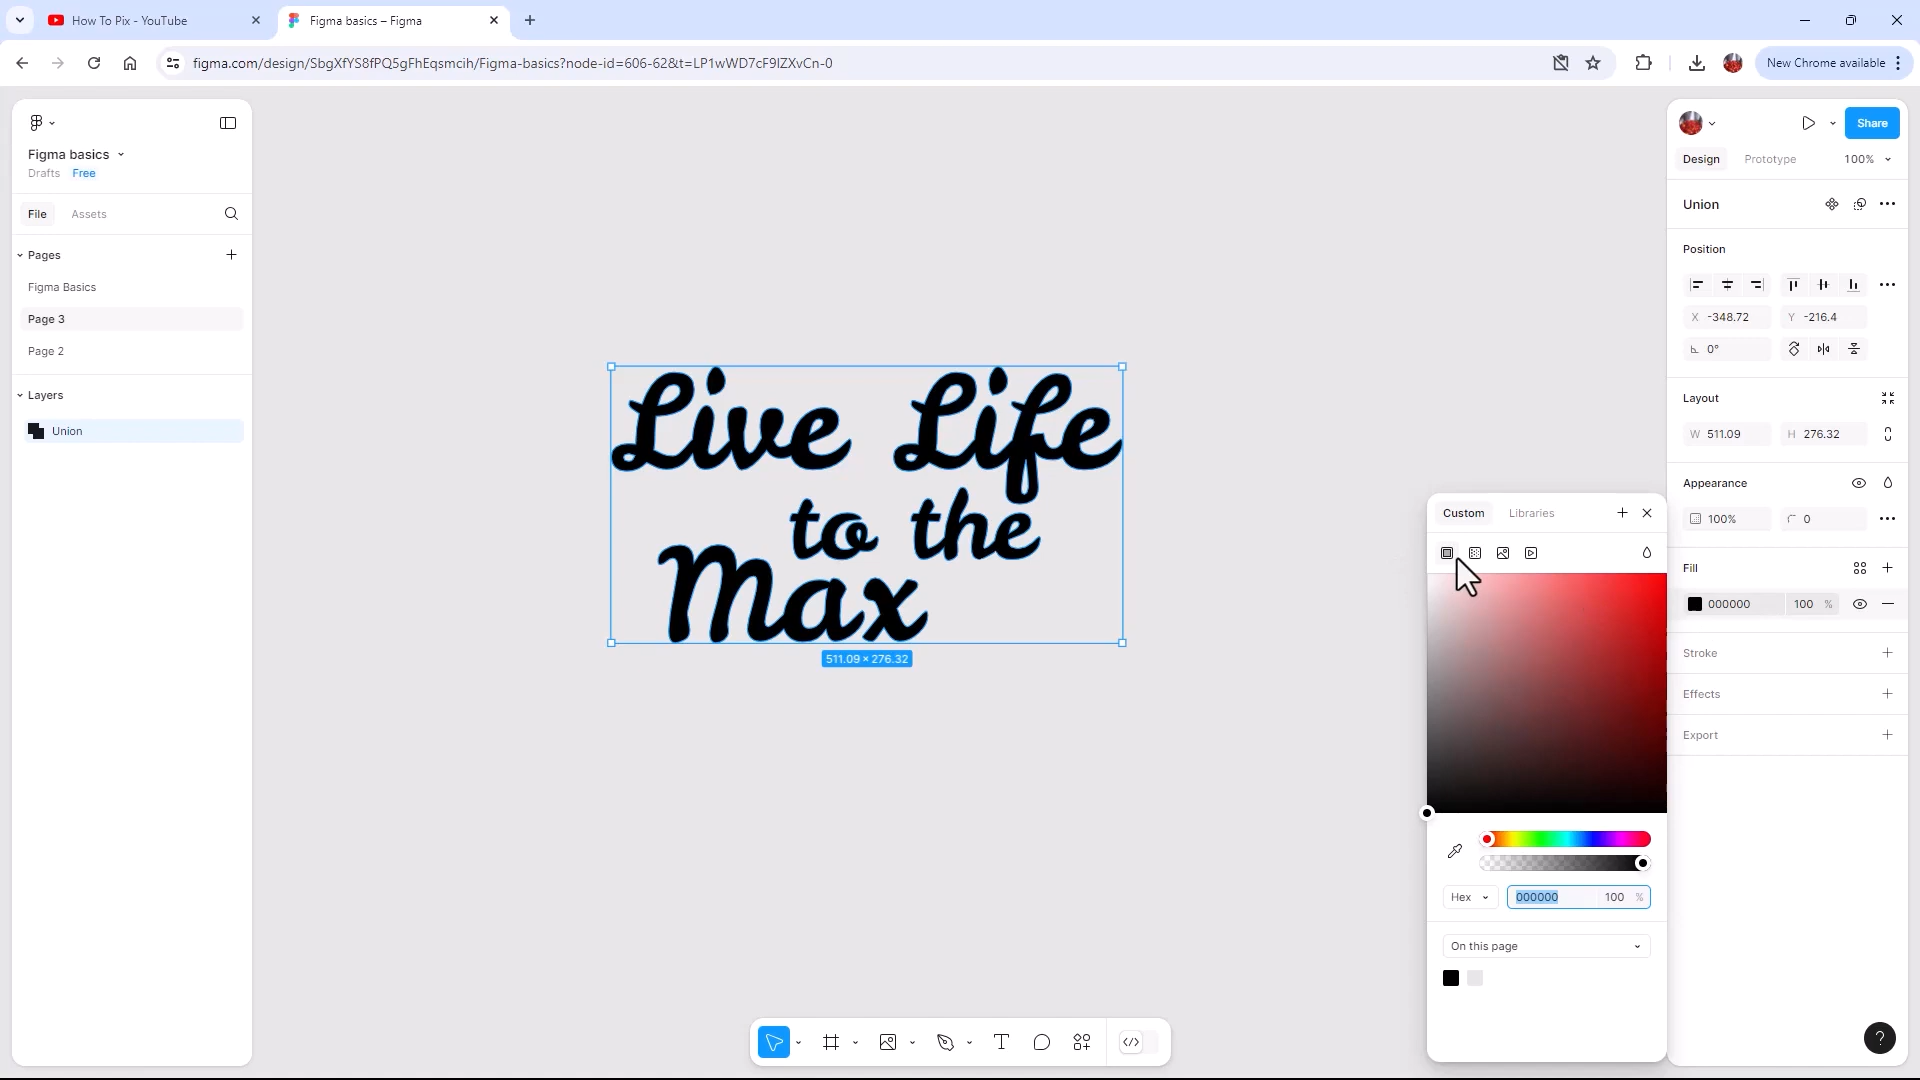 How To Pix - YouTube
Figma basics – Figma
figma.com/design/SbgXfYS8fPQ5gFhEqsmcih/Figma-basics?node-id=606-62&t=LP1wWD7cF9IZXvCn-0
New Chrome available
Figma basics
Drafts Free
File Assets
Pages
Figma Basics
Page 3
Page 2
Layers
Union
Live Life
to the
Max
511.09 × 276.32
Custom Libraries
Hex 000000 100 %
On this page
Share
Design Prototype 100%
Union
Position
X -348.72 Y -216.4
0°
Layout
W 511.09 H 276.32
Appearance
100% 0
Fill
000000 100 %
Stroke
Effects
Export
?